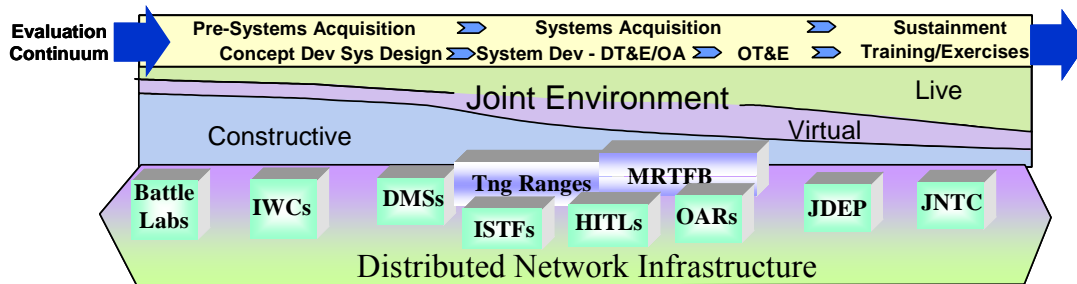 Evaluation
Continuum
Pre-Systems Acquisition
Systems Acquisition
Sustainment
Concept Dev Sys Design
System Dev - DT&E/OA
OT&E
Training/Exercises
Joint Environment
Live
Constructive
Virtual
Battle
Labs
IWCs
DMSs
Tng Ranges
MRTFB
ISTFs
HITLs
OARs
JDEP
JNTC
Distributed Network Infrastructure